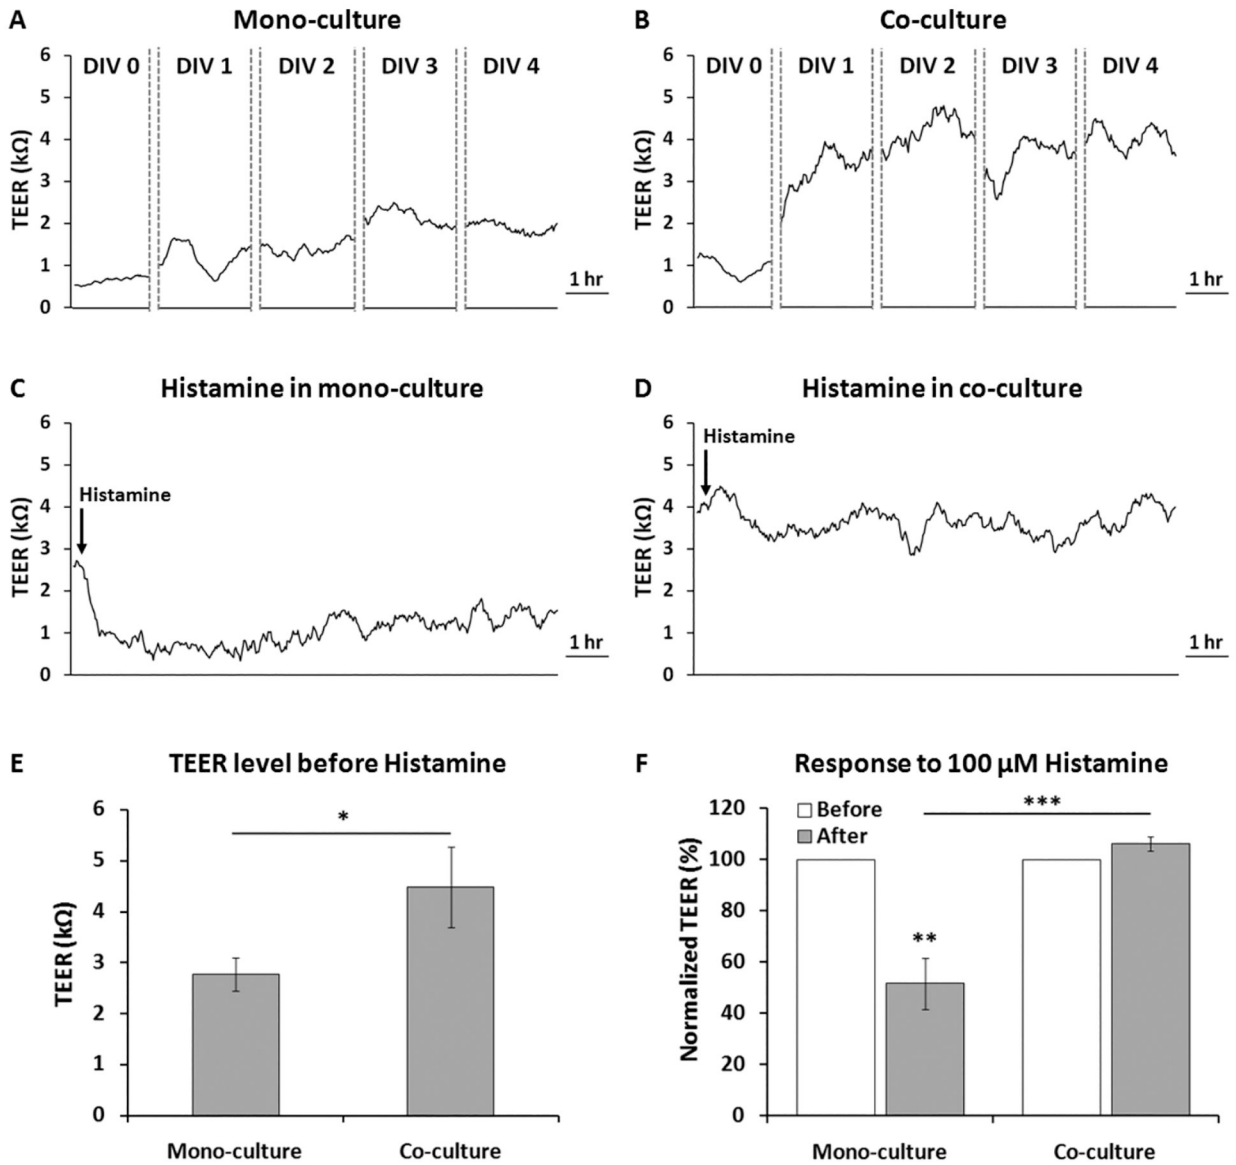 A
Mono-culture
TEER (kΩ)
6
5
4
3
2
1
0
DIV 0
DIV 1
DIV 2
DIV 3
DIV 4
1 hr
B
Co-culture
TEER (kΩ)
6
5
4
3
2
1
0
DIV 0
DIV 1
DIV 2
DIV 3
DIV 4
1 hr
C
Histamine in mono-culture
TEER (kΩ)
6
5
4
3
2
1
0
Histamine
1 hr
D
Histamine in co-culture
TEER (kΩ)
6
5
4
3
2
1
0
Histamine
1 hr
E
TEER level before Histamine
TEER (kΩ)
6
5
4
3
2
1
0
*
Mono-culture
Co-culture
F
Response to 100 μM Histamine
Normalized TEER (%)
120
100
80
60
40
20
0
Before
After
***
**
Mono-culture
Co-culture